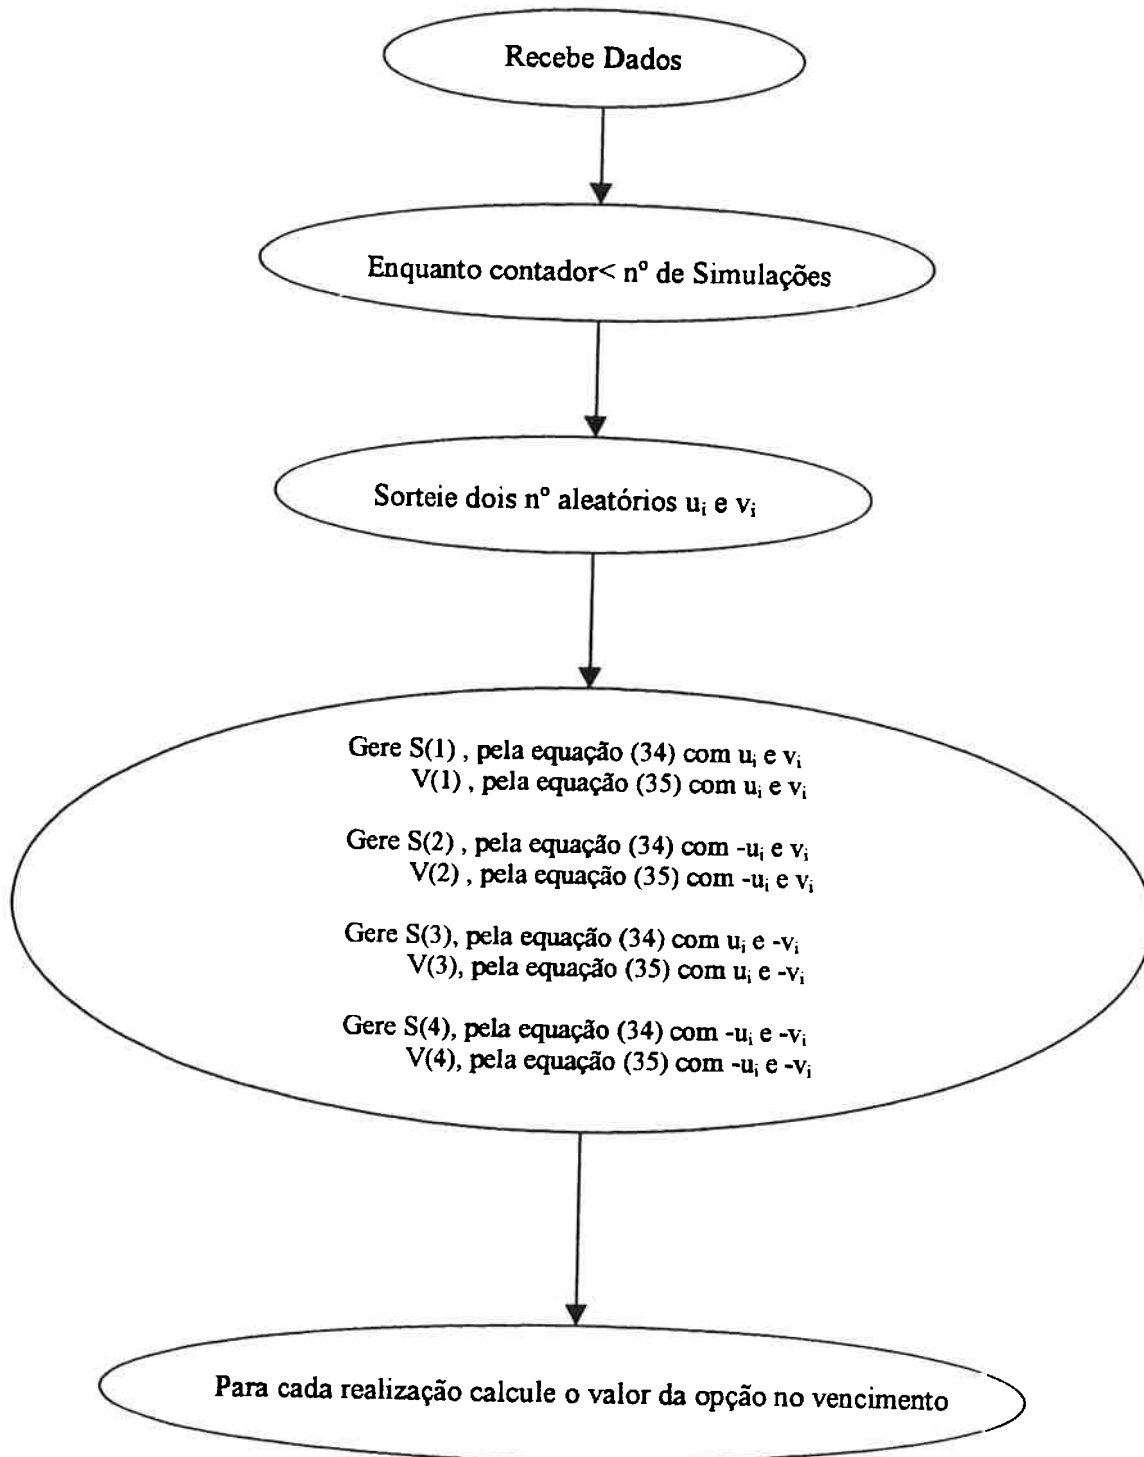 Recebe Dados
Enquanto contador< nº de Simulações
Sorteie dois nº aleatórios uᵢ e vᵢ
Gere S(1) , pela equação (34) com uᵢ e vᵢ
V(1) , pela equação (35) com uᵢ e vᵢ
Gere S(2) , pela equação (34) com -uᵢ e vᵢ
V(2) , pela equação (35) com -uᵢ e vᵢ
Gere S(3), pela equação (34) com uᵢ e -vᵢ
V(3), pela equação (35) com uᵢ e -vᵢ
Gere S(4), pela equação (34) com -uᵢ e -vᵢ
V(4), pela equação (35) com -uᵢ e -vᵢ
Para cada realização calcule o valor da opção no vencimento